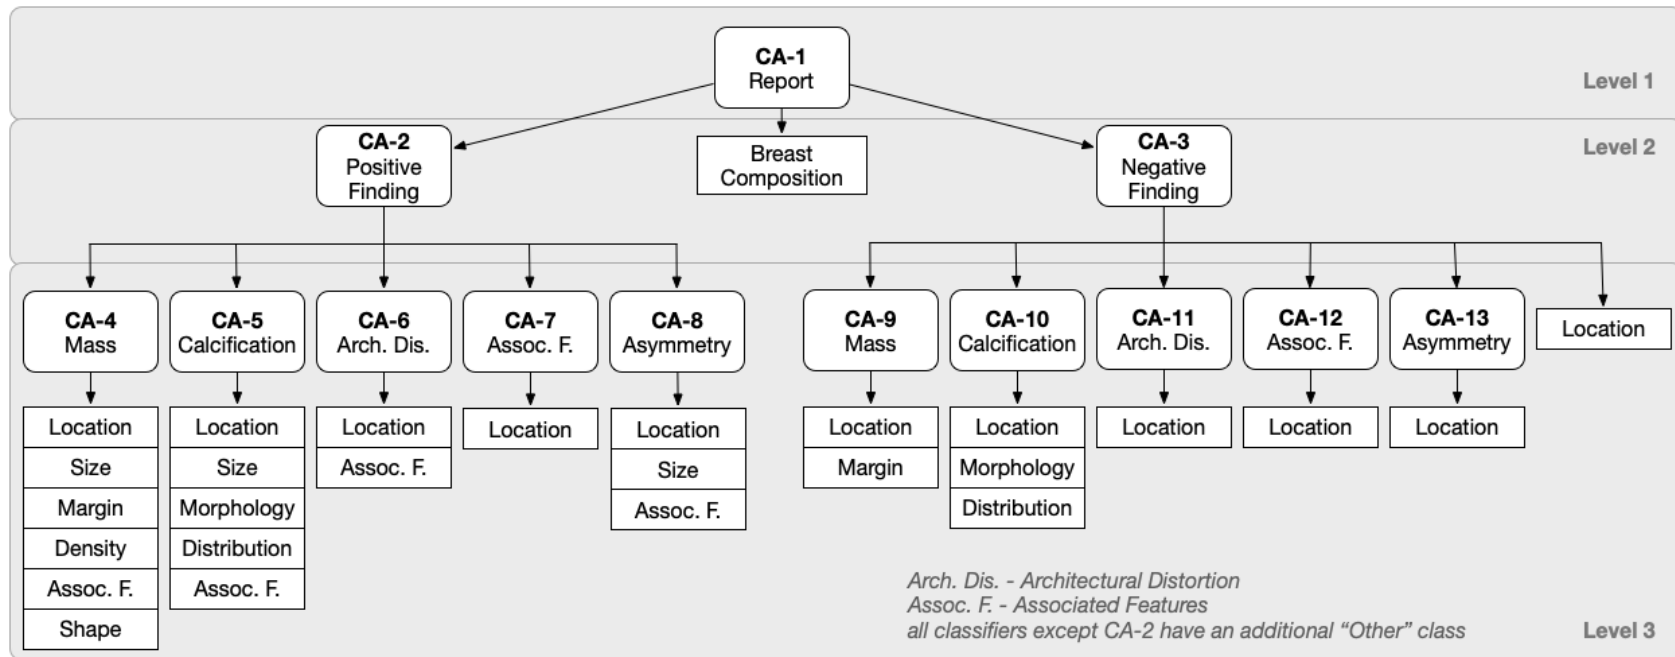 CA-1
Report
Level 1
CA-2
Positive
Finding
Breast
Composition
CA-3
Negative
Finding
Level 2
CA-4
Mass
CA-5
Calcification
CA-6
Arch. Dis.
CA-7
Assoc. F.
CA-8
Asymmetry
CA-9
Mass
CA-10
Calcification
CA-11
Arch. Dis.
CA-12
Assoc. F.
CA-13
Asymmetry
Location
Location
Size
Margin
Density
Assoc. F.
Shape
Location
Size
Morphology
Distribution
Assoc. F.
Location
Assoc. F.
Location
Location
Size
Assoc. F.
Location
Margin
Location
Morphology
Distribution
Location
Location
Location
Arch. Dis. - Architectural Distortion
Assoc. F. - Associated Features
all classifiers except CA-2 have an additional “Other” class
Level 3